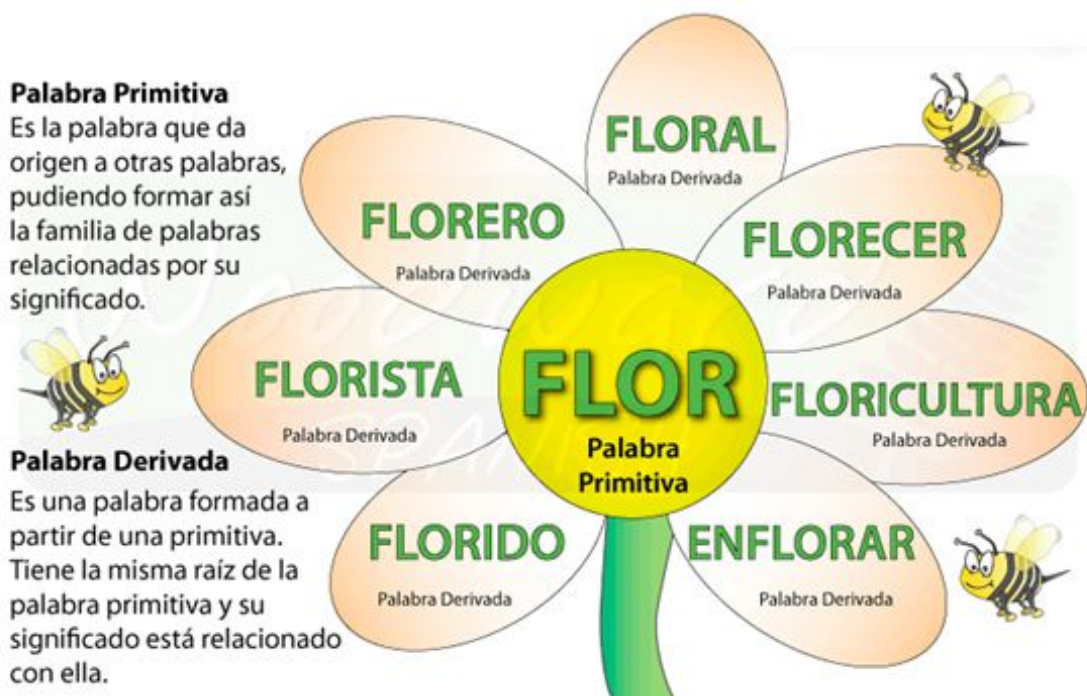 Palabra Primitiva
Es la palabra que da
origen a otras palabras,
pudiendo formar así
la familia de palabras
relacionadas por su
significado.
FLORAL
Palabra Derivada
FLORERO
Palabra Derivada
FLORECER
Palabra Derivada
FLORISTA
Palabra Derivada
FLOR
Palabra
Primitiva
FLORICULTURA
Palabra Derivada
Palabra Derivada
Es una palabra formada a
partir de una primitiva.
Tiene la misma raíz de la
palabra primitiva y su
significado está relacionado
con ella.
FLORIDO
Palabra Derivada
ENFLORAR
Palabra Derivada
Woodward
SPANISH